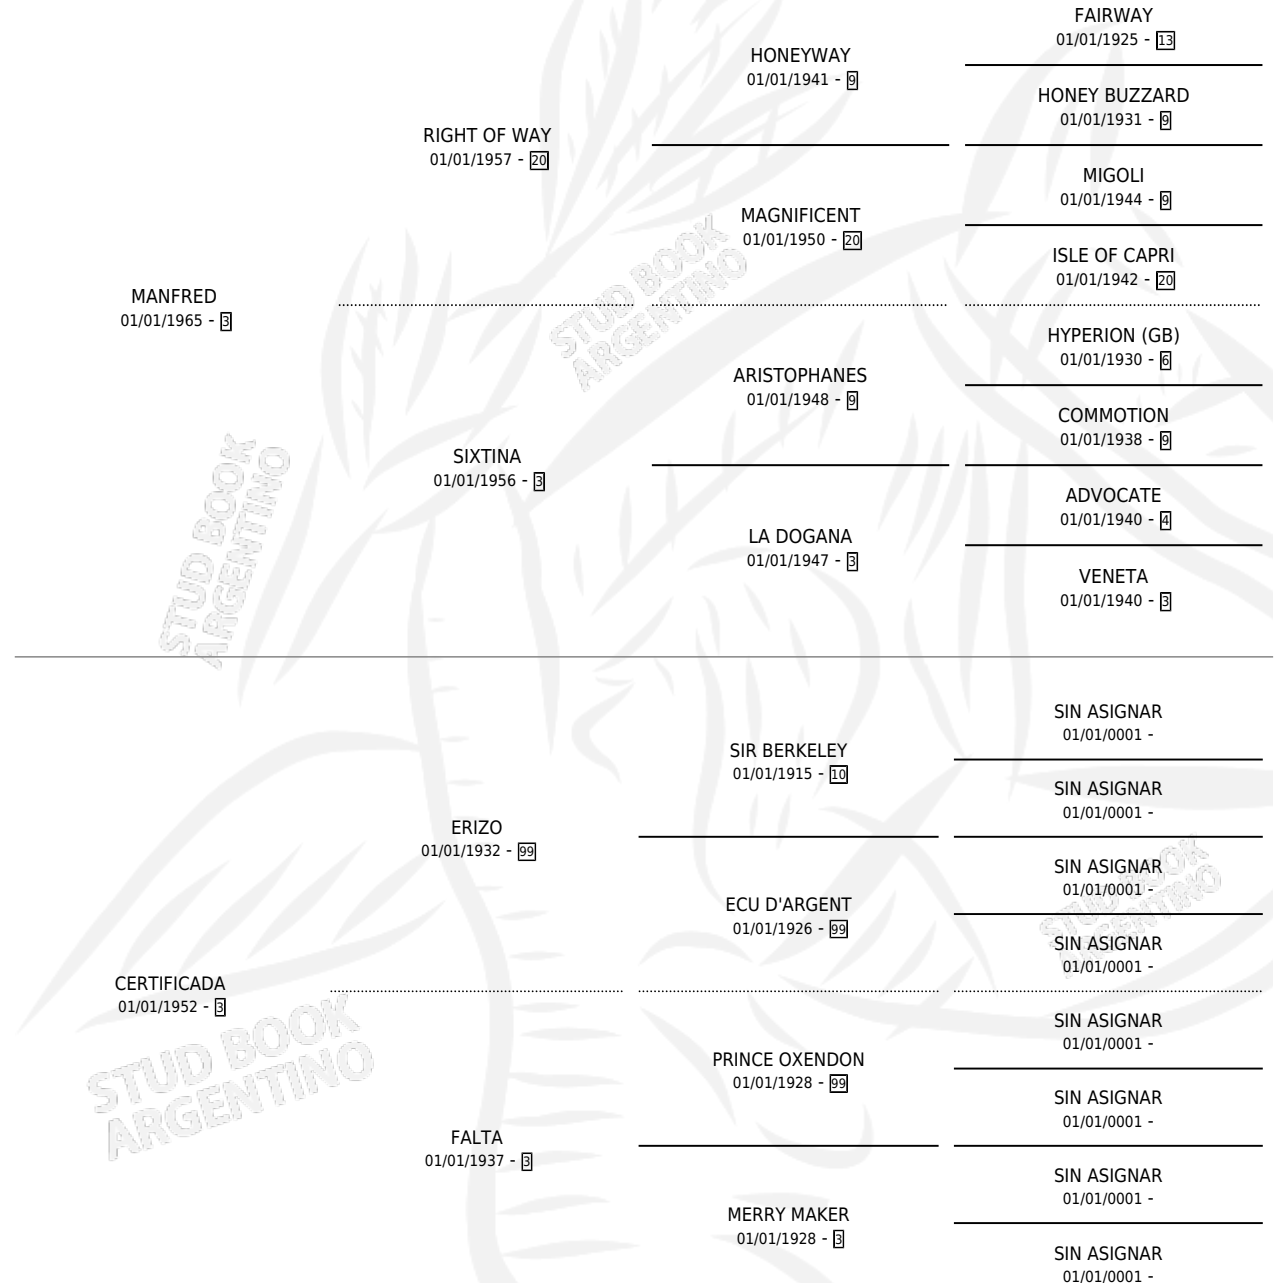 FAIRWAY
01/01/1925 - 13
HONEYWAY
01/01/1941 - 9
HONEY BUZZARD
01/01/1931 - 9
RIGHT OF WAY
01/01/1957 - 20
MIGOLI
01/01/1944 - 9
MAGNIFICENT
01/01/1950 - 20
ISLE OF CAPRI
01/01/1942 - 20
MANFRED
01/01/1965 - 3
HYPERION (GB)
01/01/1930 - 6
ARISTOPHANES
01/01/1948 - 9
COMMOTION
01/01/1938 - 9
SIXTINA
01/01/1956 - 3
ADVOCATE
01/01/1940 - 4
LA DOGANA
01/01/1947 - 3
VENETA
01/01/1940 - 3
SIN ASIGNAR
01/01/0001 -
SIR BERKELEY
01/01/1915 - 10
SIN ASIGNAR
01/01/0001 -
ERIZO
01/01/1932 - 99
SIN ASIGNAR
01/01/0001 -
ECU D'ARGENT
01/01/1926 - 99
SIN ASIGNAR
01/01/0001 -
CERTIFICADA
01/01/1952 - 3
SIN ASIGNAR
01/01/0001 -
PRINCE OXENDON
01/01/1928 - 99
SIN ASIGNAR
01/01/0001 -
FALTA
01/01/1937 - 3
SIN ASIGNAR
01/01/0001 -
MERRY MAKER
01/01/1928 - 3
SIN ASIGNAR
01/01/0001 -
STUD BOOK
ARGENTINO
STUD BOOK
ARGENTINO
STUD BOOK
ARGENTINO
STUD BOOK
ARGENTINO